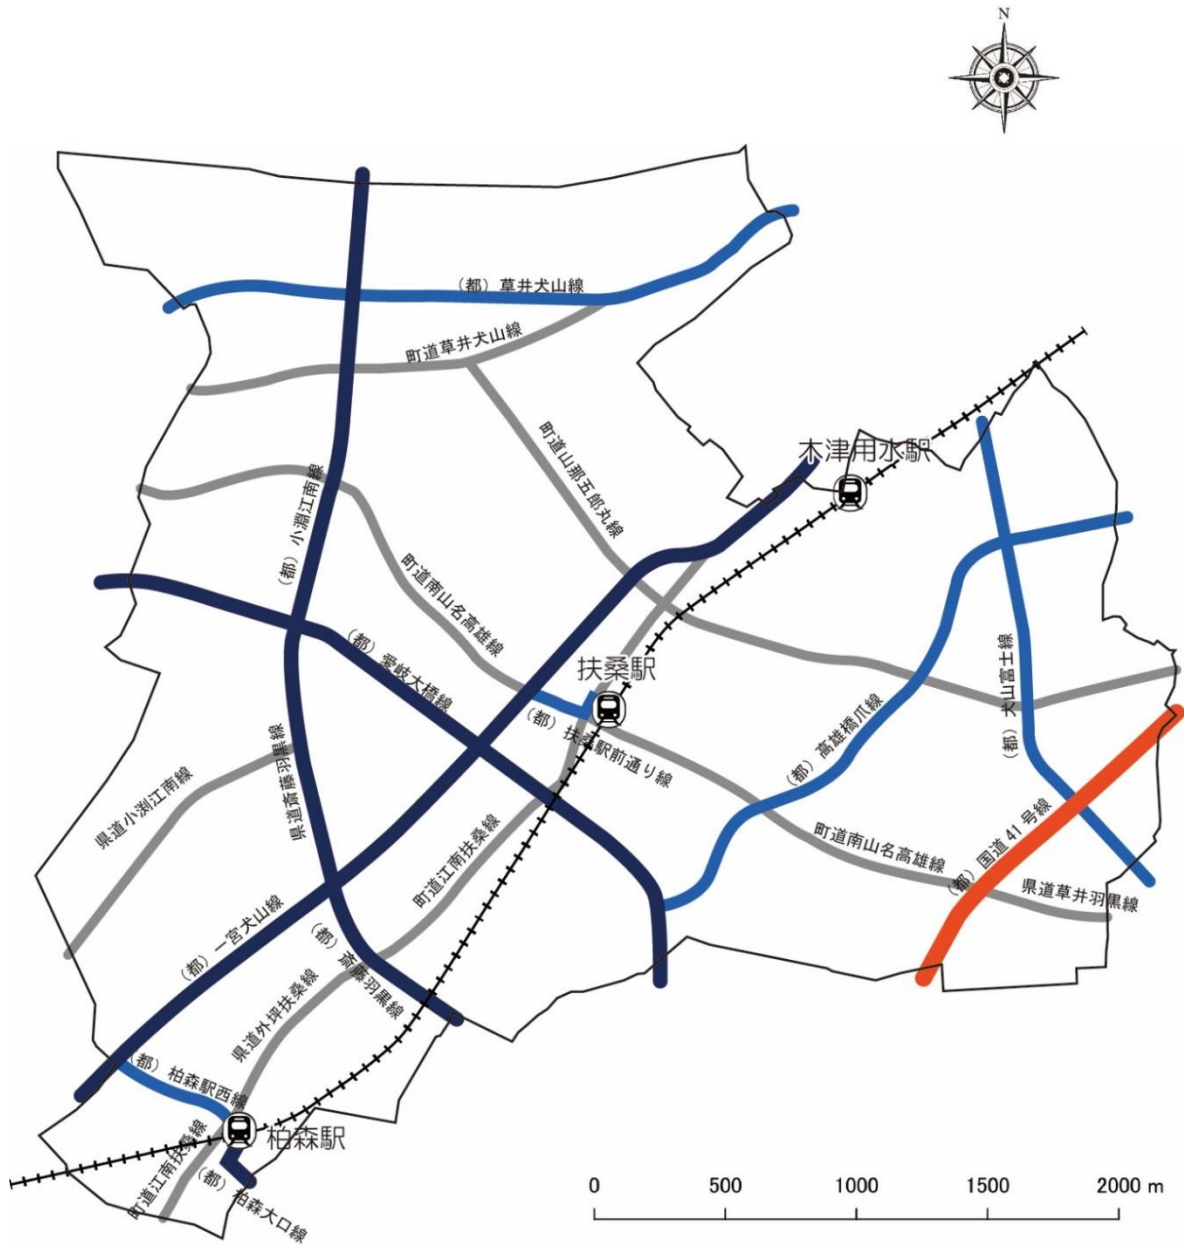 N
(都) 草井犬山線
町道草井犬山線
町道山那五郎丸線
木津用水駅
(都) 小淵江南線
町道南山名高雄線
(都) 愛岐大橋線
扶桑駅
(都) 扶桑駅前通り線
(都) 犬山富士線
(都) 高雄橋爪線
県道斎藤羽黒線
県道小渕江南線
町道江南扶桑線
町道南山名高雄線
(都) 国道41号線
県道草井羽黒線
(都) 一宮犬山線
(都) 斎藤羽黒線
県道外坪扶桑線
(都) 柏森駅西線
柏森駅
町道江南扶桑線
(都) 柏森大口線
0 500 1000 1500 2000 m